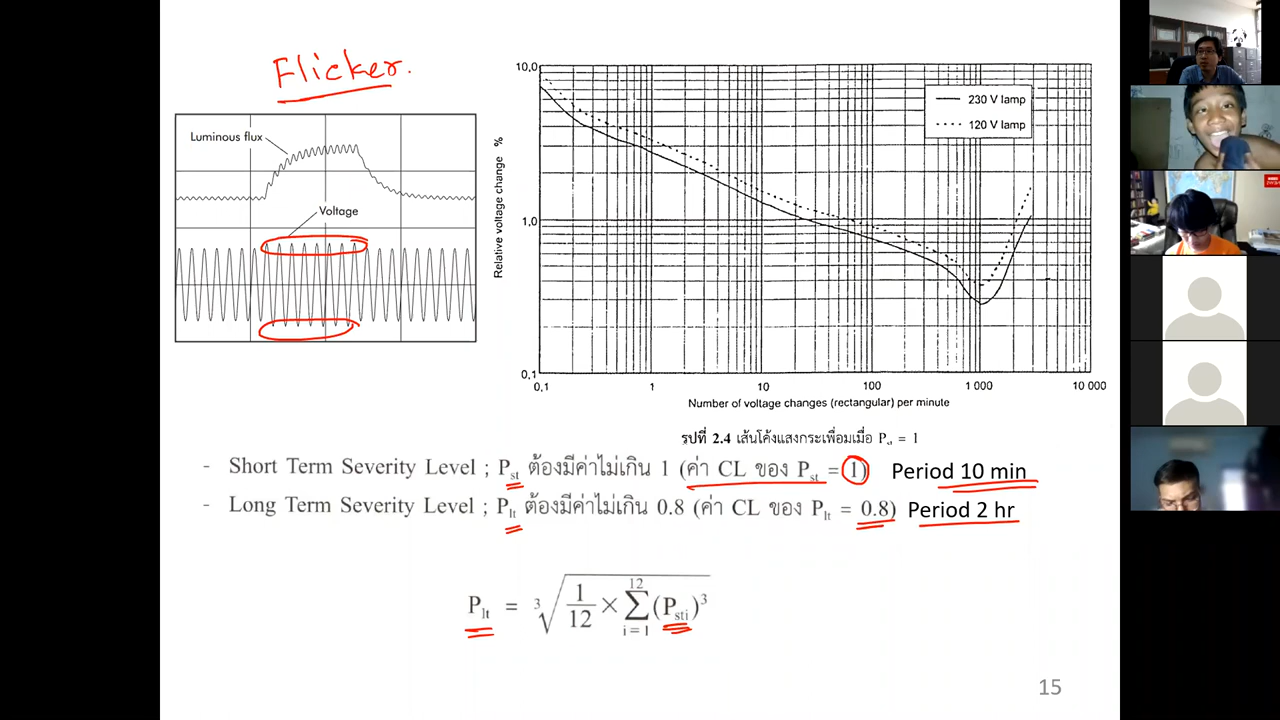 Flicker.
Luminous flux
Voltage
Relative voltage change %
10,0
1,0
0,1
230 V lamp
120 V lamp
0,1 1 10 100 1 000 10 000
Number of voltage changes (rectangular) per minute
รูปที่ 2.4 เส้นโค้งแสงกระเพื่อมเมื่อ Pst = 1
- Short Term Severity Level ; Pst ต้องมีค่าไม่เกิน 1 (ค่า CL ของ Pst = 1) Period 10 min
- Long Term Severity Level ; Plt ต้องมีค่าไม่เกิน 0.8 (ค่า CL ของ Plt = 0.8) Period 2 hr
Plt = ³√(1/12 × Σ(i=1 to 12) (Psti)³)
15